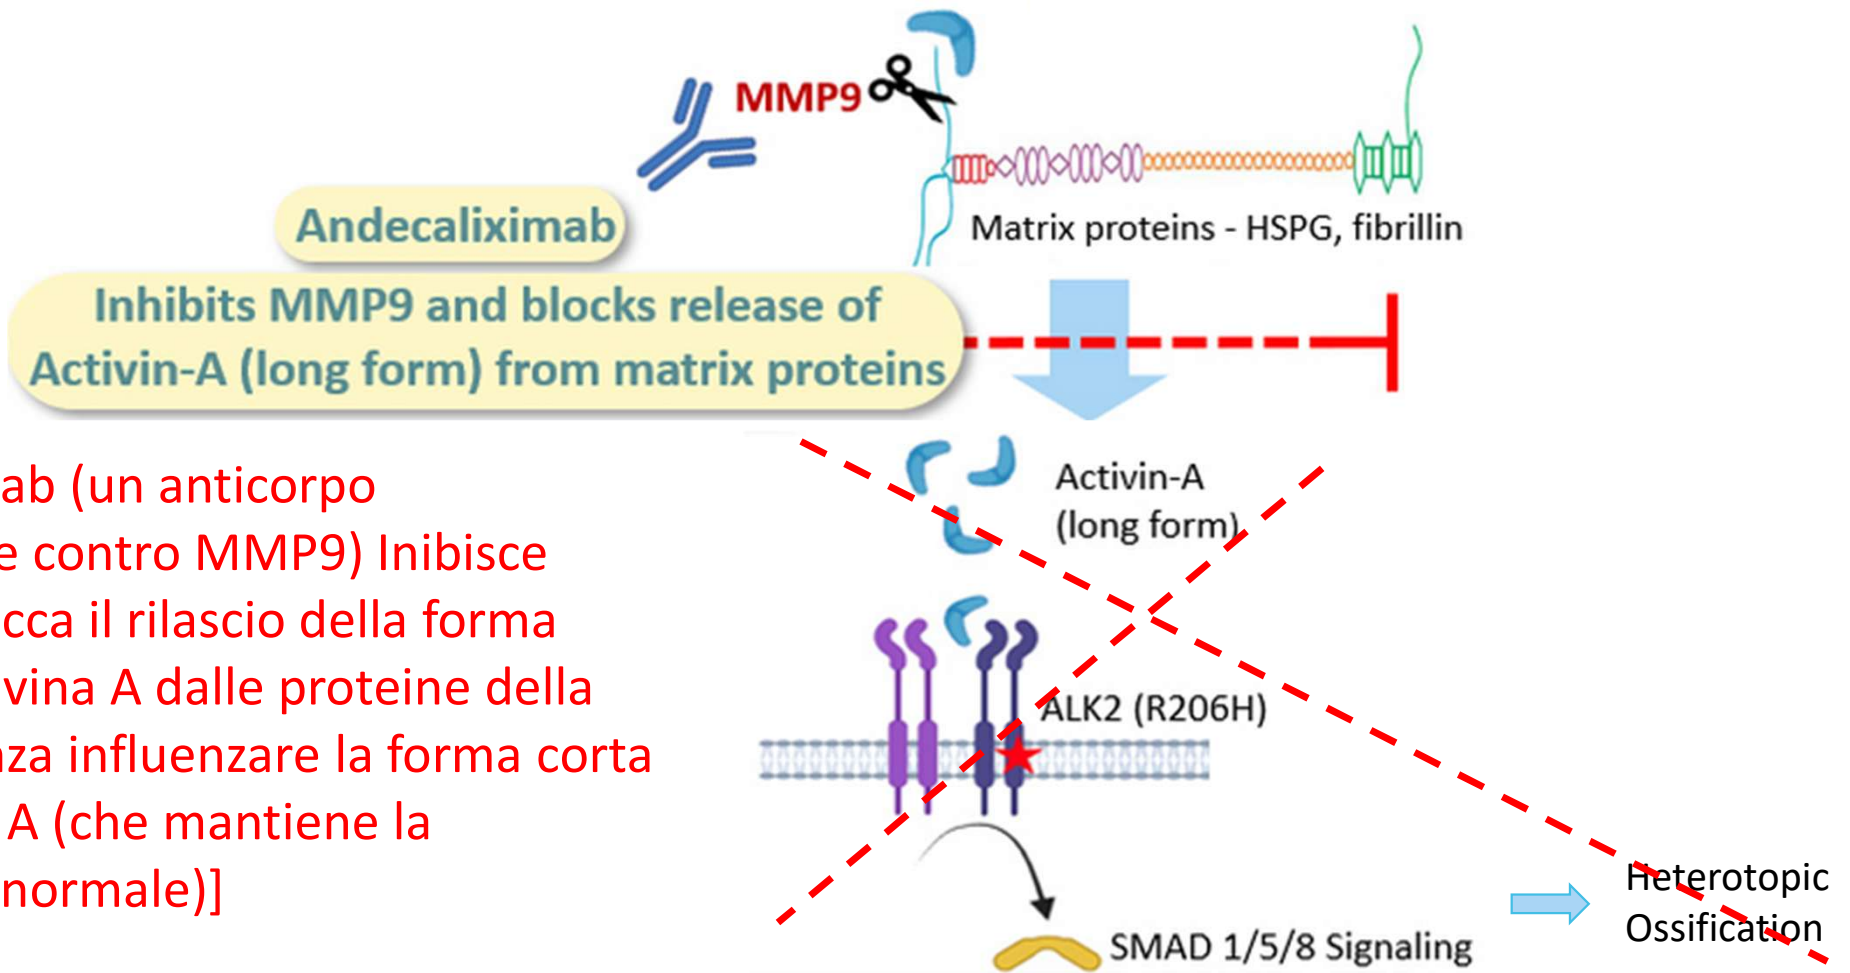 MMP9
Andecaliximab
Matrix proteins - HSPG, fibrillin
Inhibits MMP9 and blocks release of
Activin-A (long form) from matrix proteins
ab (un anticorpo
e contro MMP9) Inibisce
cca il rilascio della forma
vina A dalle proteine della
za influenzare la forma corta
A (che mantiene la
normale)]
Activin-A
(long form)
ALK2 (R206H)
SMAD 1/5/8 Signaling
Heterotopic
Ossification